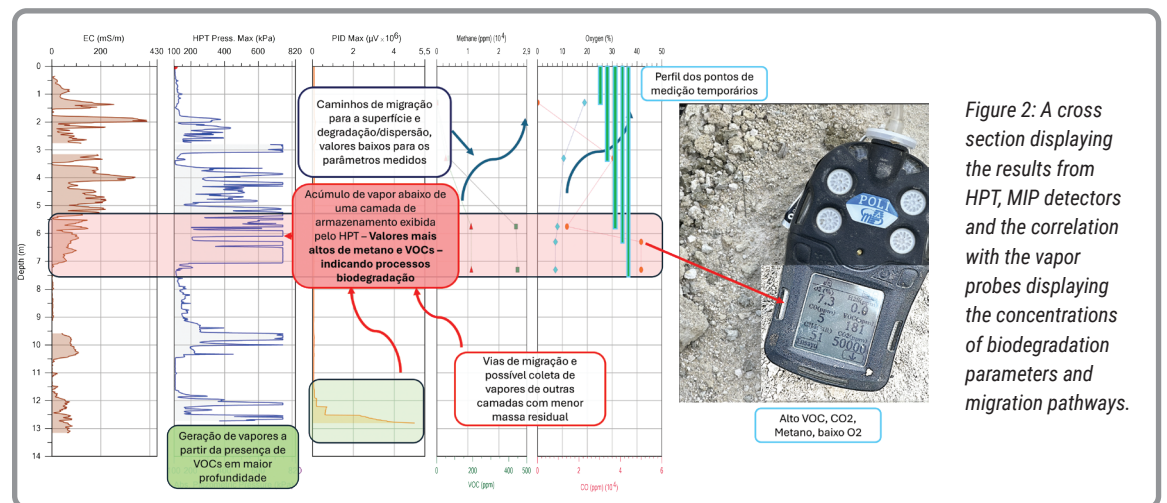 EC (mS/m)
0 200 430
HPT Press. Max (kPa)
100 200 400 600 820
PID Max (µV ×10⁶)
0 2 4 5,5
Methane (ppm) (10⁴)
0 1 2 2,9
Oxygen (%)
0 10 20 30 40 50
Depth (m)
0
1
2
3
4
5
6
7
8
9
10
11
12
13
14
Caminhos de migração
para a superfície e
degradação/dispersão,
valores baixos para os
parâmetros medidos
Perfil dos pontos de
medição temporários
Acúmulo de vapor abaixo de
uma camada de
armazenamento exibida
pelo HPT – Valores mais
altos de metano e VOCs –
indicando processos
biodegradação
Vias de migração e
possível coleta de
vapores de outras
camadas com menor
massa residual
Geração de vapores a
partir da presença de
VOCs em maior
profundidade
0 200 400 500
VOC (ppm)
0 2 4 6
CO (ppm) (10⁴)
POLI
7.3
0.0
5
181
51
50000
Alto VOC, CO2,
Metano, baixo O2
Figure 2: A cross
section displaying
the results from
HPT, MIP detectors
and the correlation
with the vapor
probes displaying
the concentrations
of biodegradation
parameters and
migration pathways.